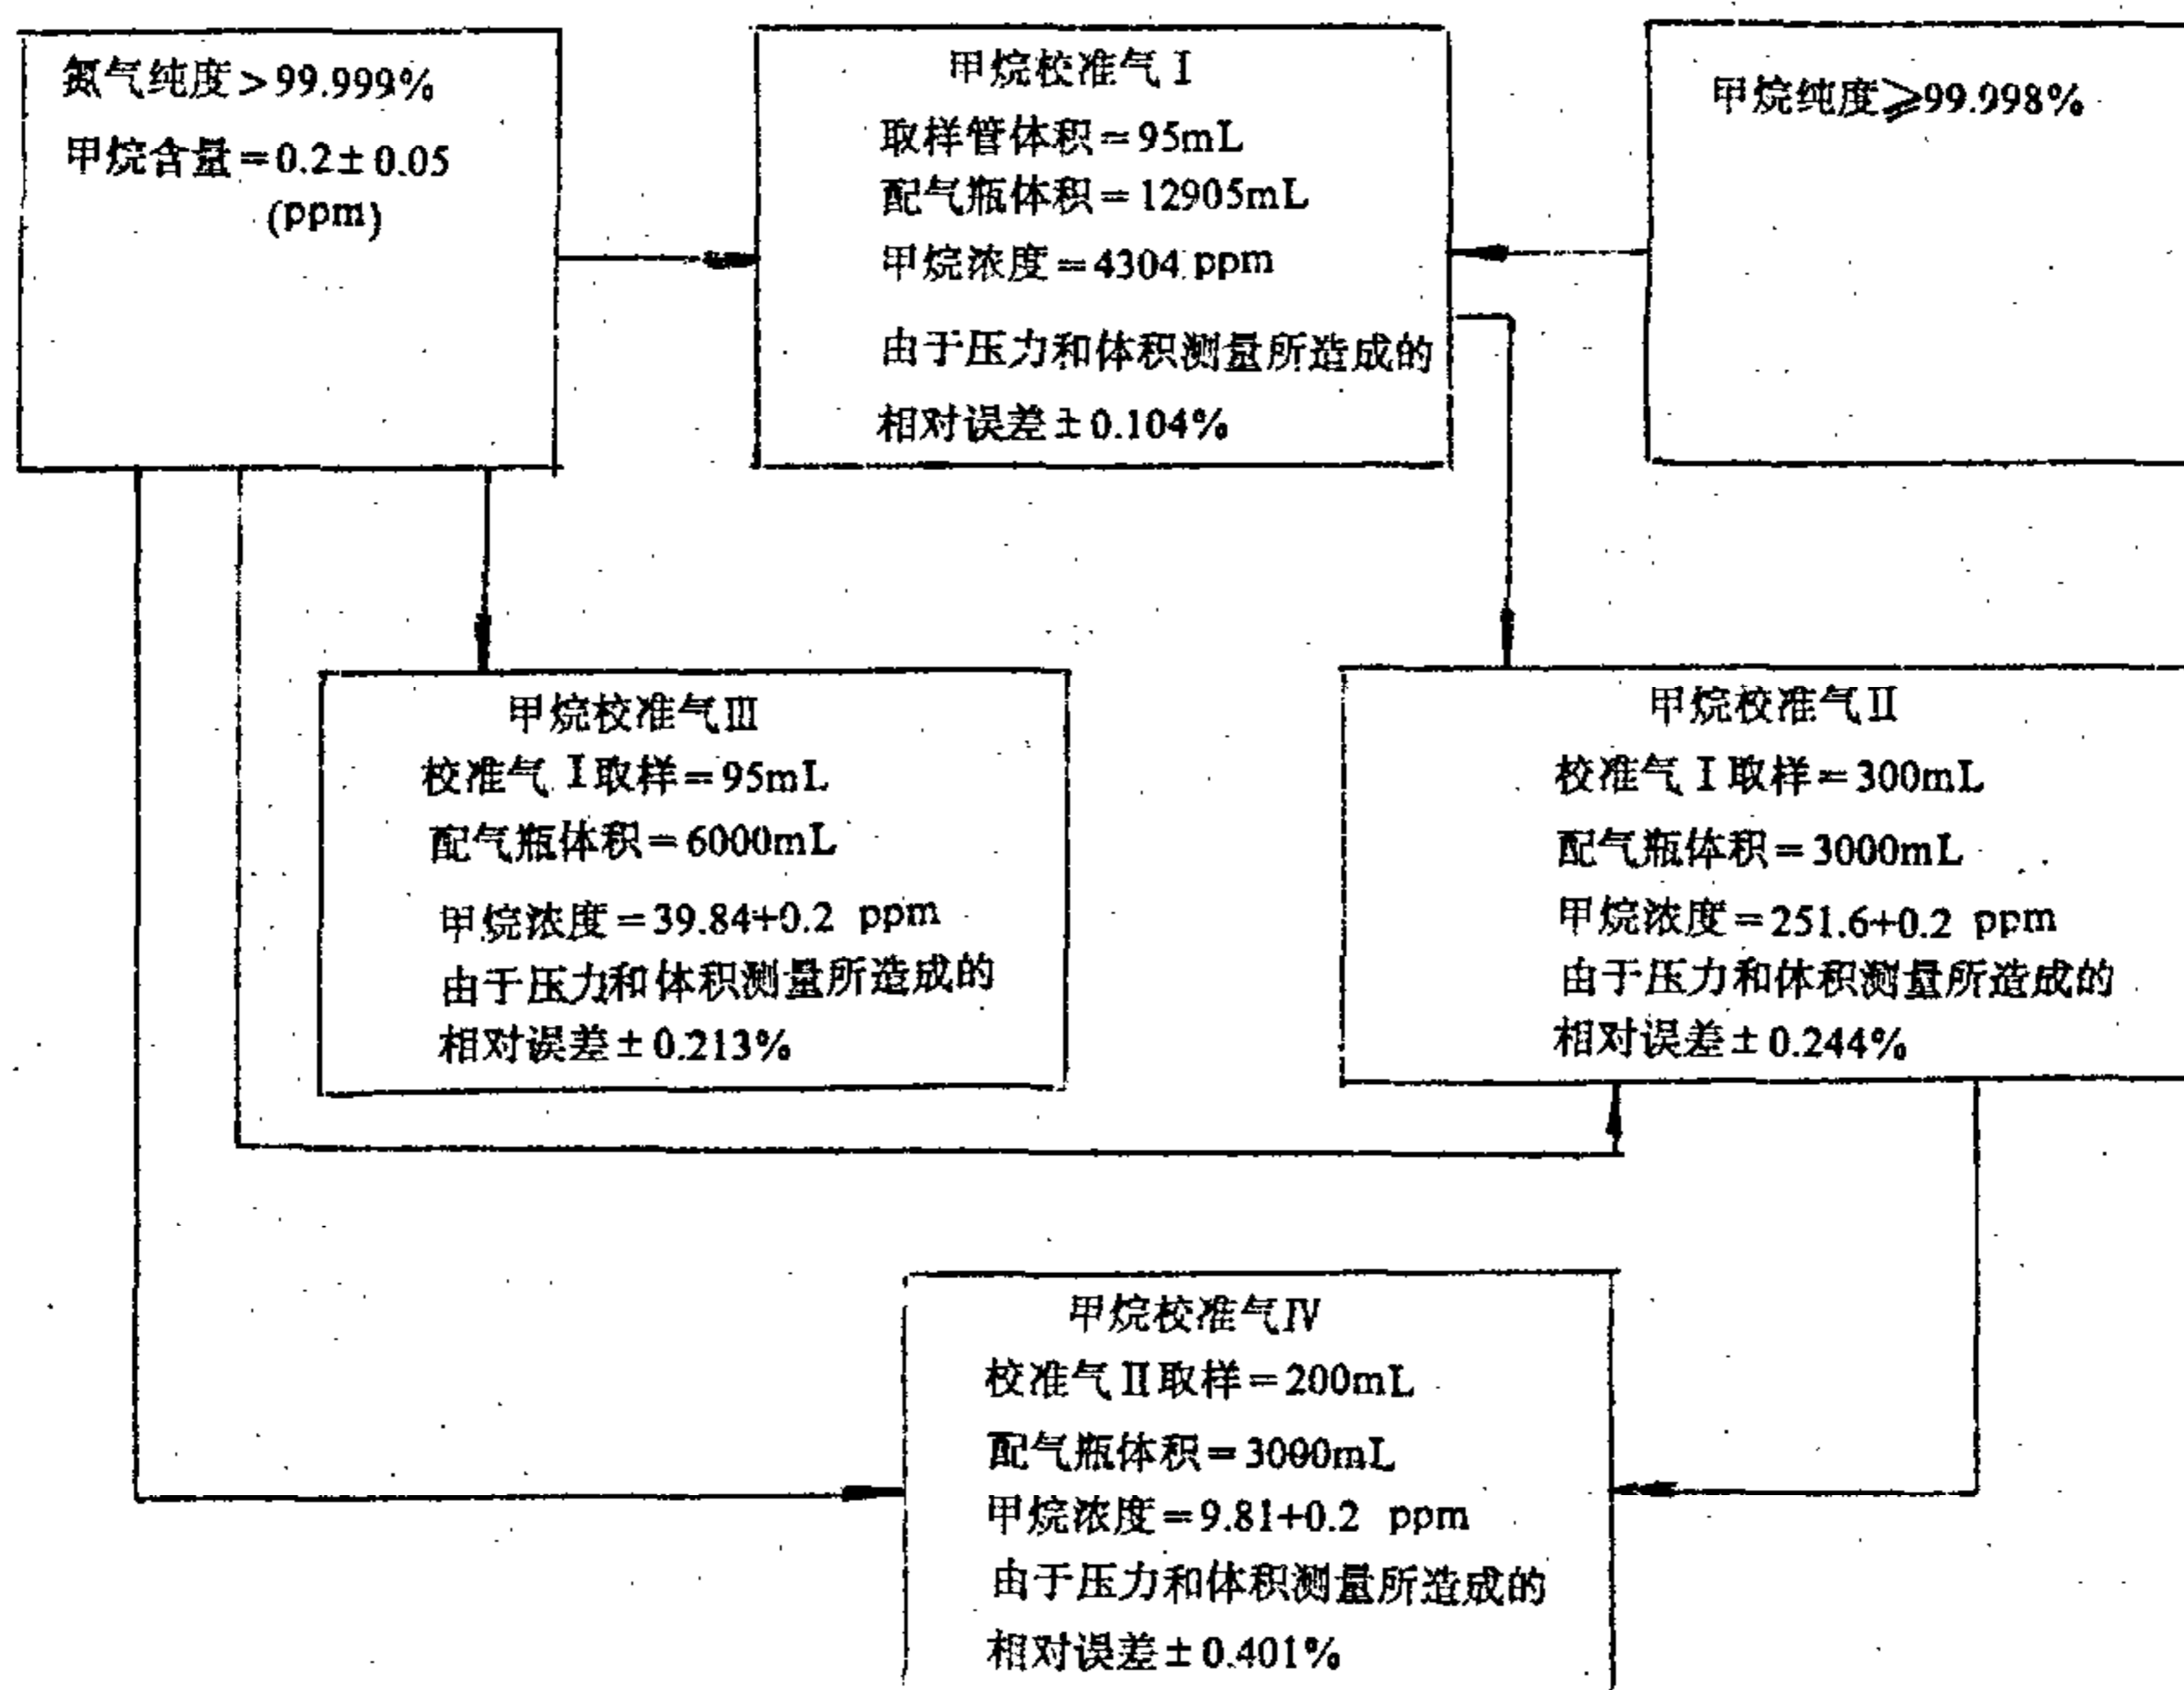 氮气纯度>99.999%
甲烷含量=0.2±0.05
(ppm)
甲烷校准气Ⅰ
取样管体积=95mL
配气瓶体积=12905mL
甲烷浓度=4304 ppm
由于压力和体积测量所造成的
相对误差±0.104%
甲烷纯度≥99.998%
甲烷校准气Ⅲ
校准气Ⅰ取样=95mL
配气瓶体积=6000mL
甲烷浓度=39.84+0.2 ppm
由于压力和体积测量所造成的
相对误差±0.213%
甲烷校准气Ⅱ
校准气Ⅰ取样=300mL
配气瓶体积=3000mL
甲烷浓度=251.6+0.2 ppm
由于压力和体积测量所造成的
相对误差±0.244%
甲烷校准气Ⅳ
校准气Ⅱ取样=200mL
配气瓶体积=3000mL
甲烷浓度=9.81+0.2 ppm
由于压力和体积测量所造成的
相对误差±0.401%